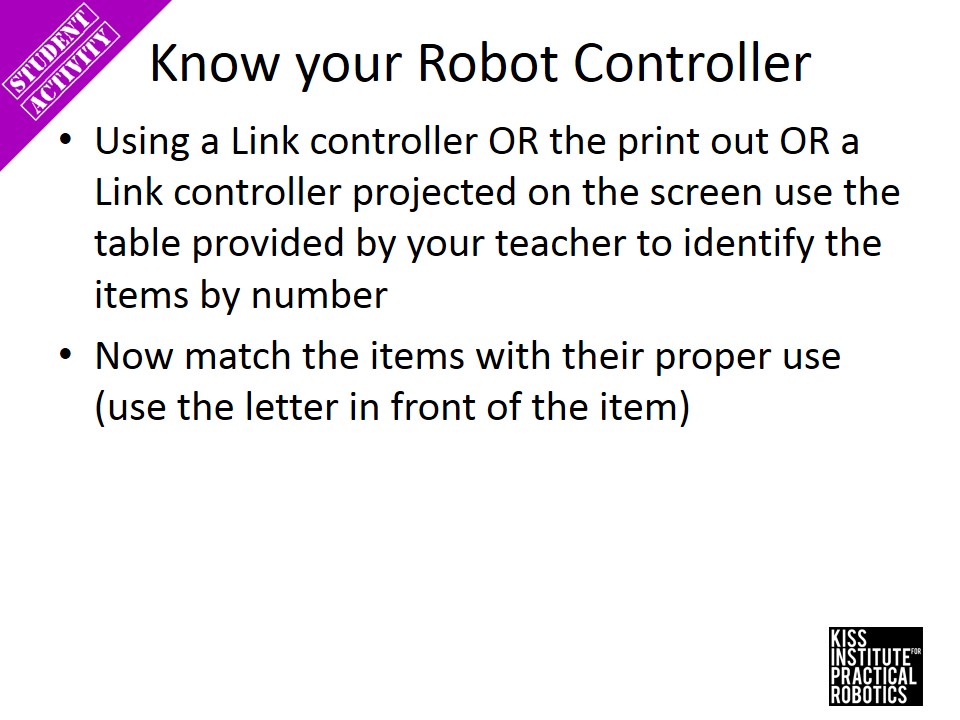 STUDENT
ACTIVITY
Know your Robot Controller
• Using a Link controller OR the print out OR a
Link controller projected on the screen use the
table provided by your teacher to identify the
items by number
• Now match the items with their proper use
(use the letter in front of the item)
KISS
INSTITUTE FOR
PRACTICAL
ROBOTICS